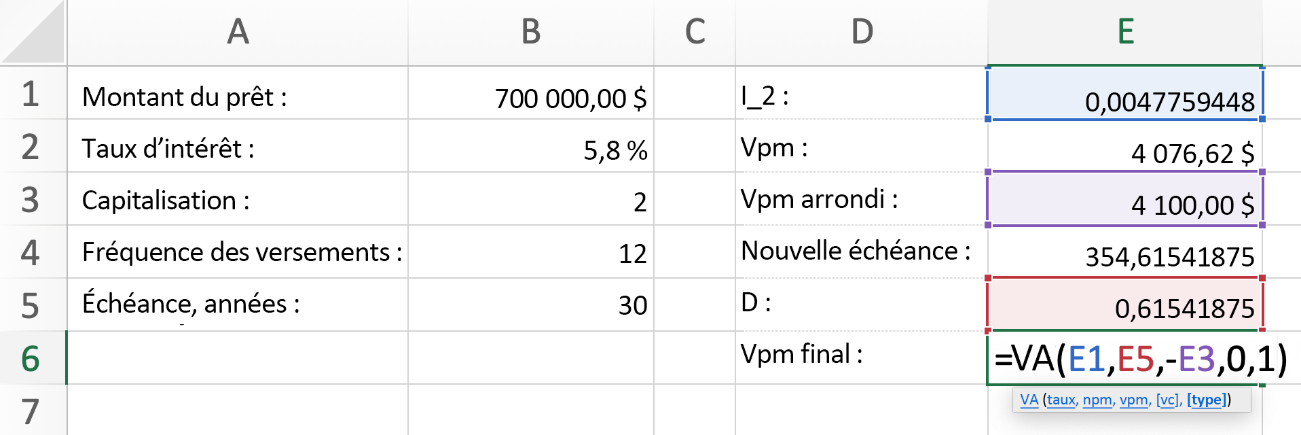 A B C D E
1 Montant du prêt : 700 000,00 $ I_2 : 0,0047759448
2 Taux d’intérêt : 5,8 % Vpm : 4 076,62 $
3 Capitalisation : 2 Vpm arrondi : 4 100,00 $
4 Fréquence des versements : 12 Nouvelle échéance : 354,61541875
5 Échéance, années : 30 D : 0,61541875
6 Vpm final : =VA(E1,E5,-E3,0,1)
VA (taux, npm, vpm, [vc], [type])
7